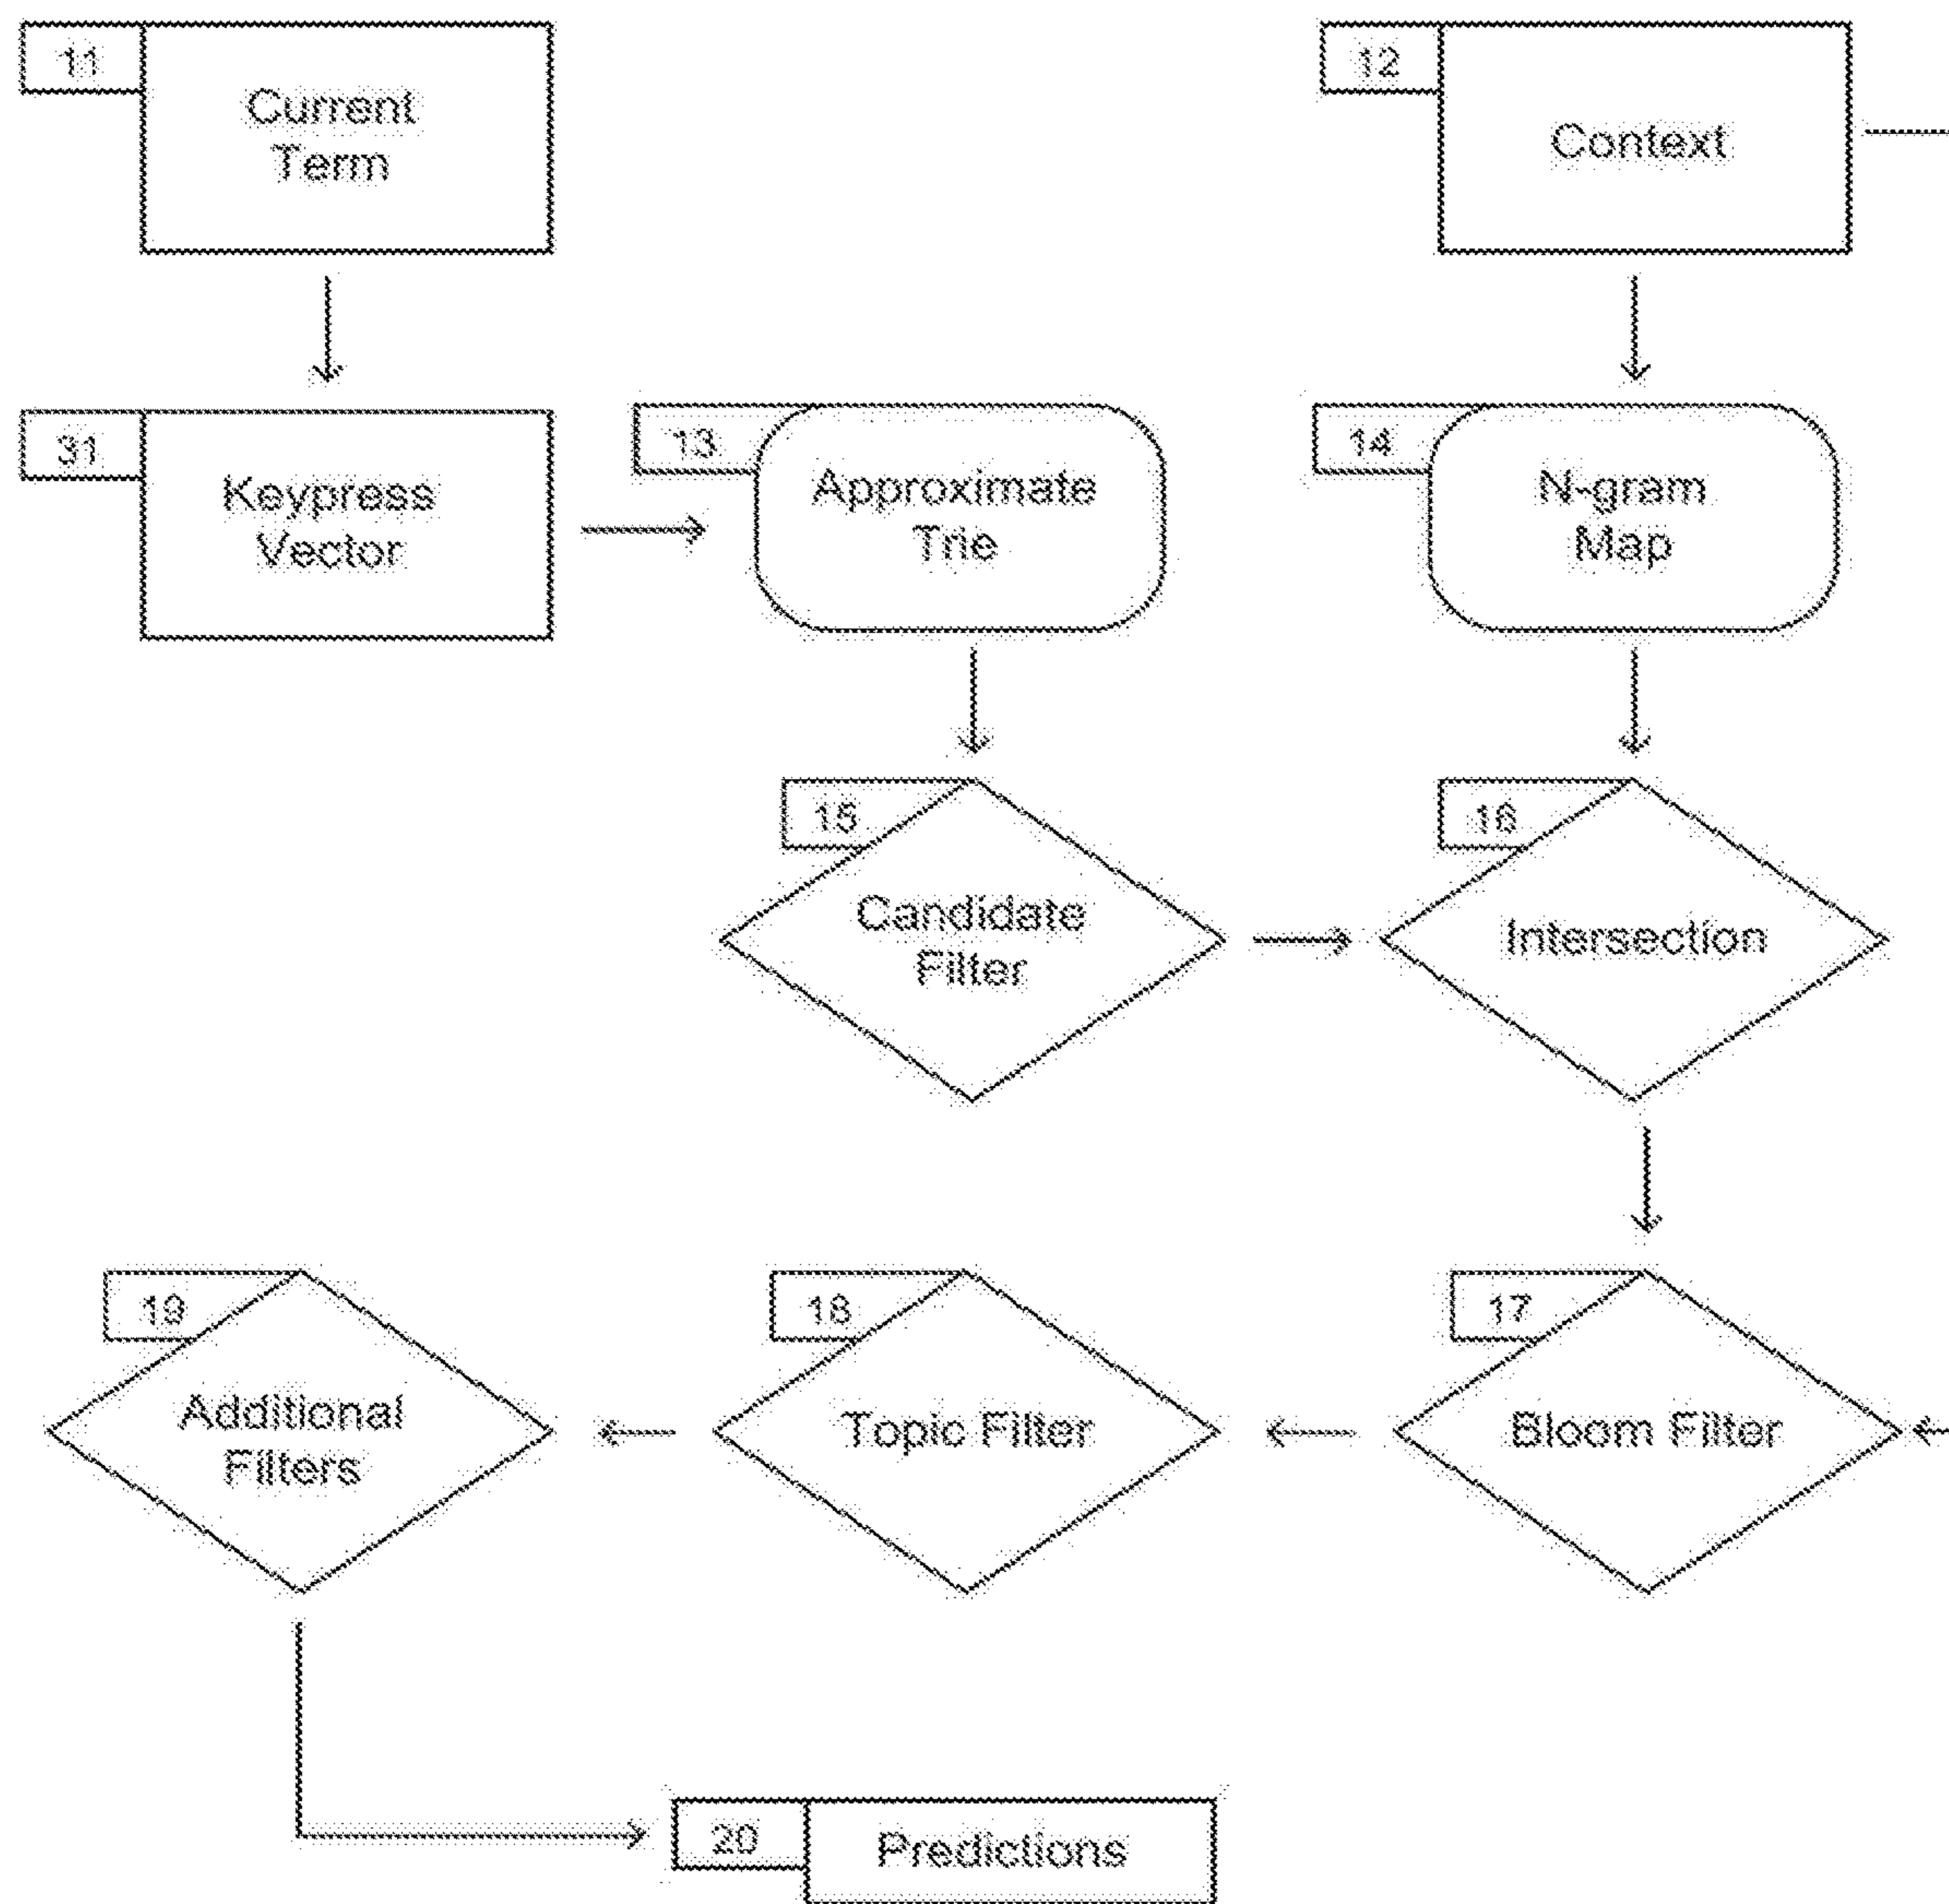 11
Current
Term
12
Context
31
Keypress
Vector
13
Approximate
Trie
14
N-gram
Map
15
Candidate
Filter
16
Intersection
19
Additional
Filters
18
Topic Filter
17
Bloom Filter
20
Predictions